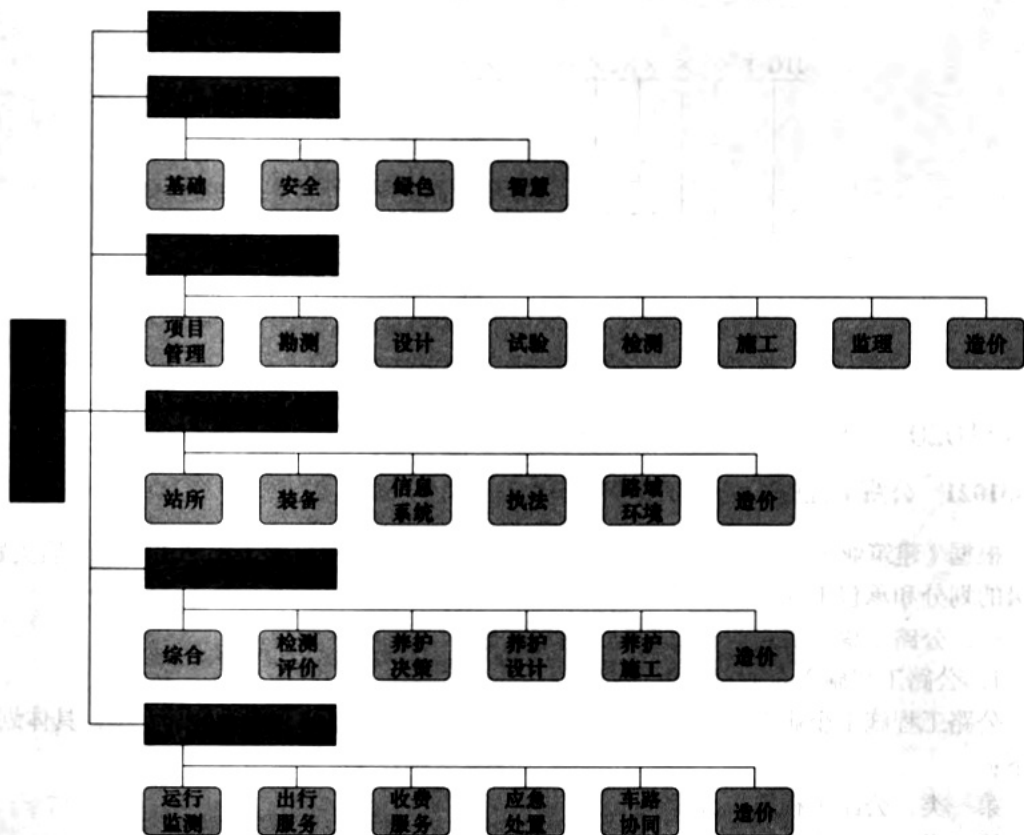 基础
安全
绿色
智慧
项目
管理
勘测
设计
试验
检测
施工
监理
造价
站所
装备
信息
系统
执法
路域
环境
造价
综合
检测
评价
养护
决策
养护
设计
养护
施工
造价
运行
监测
出行
服务
收费
服务
应急
处置
车路
协同
造价